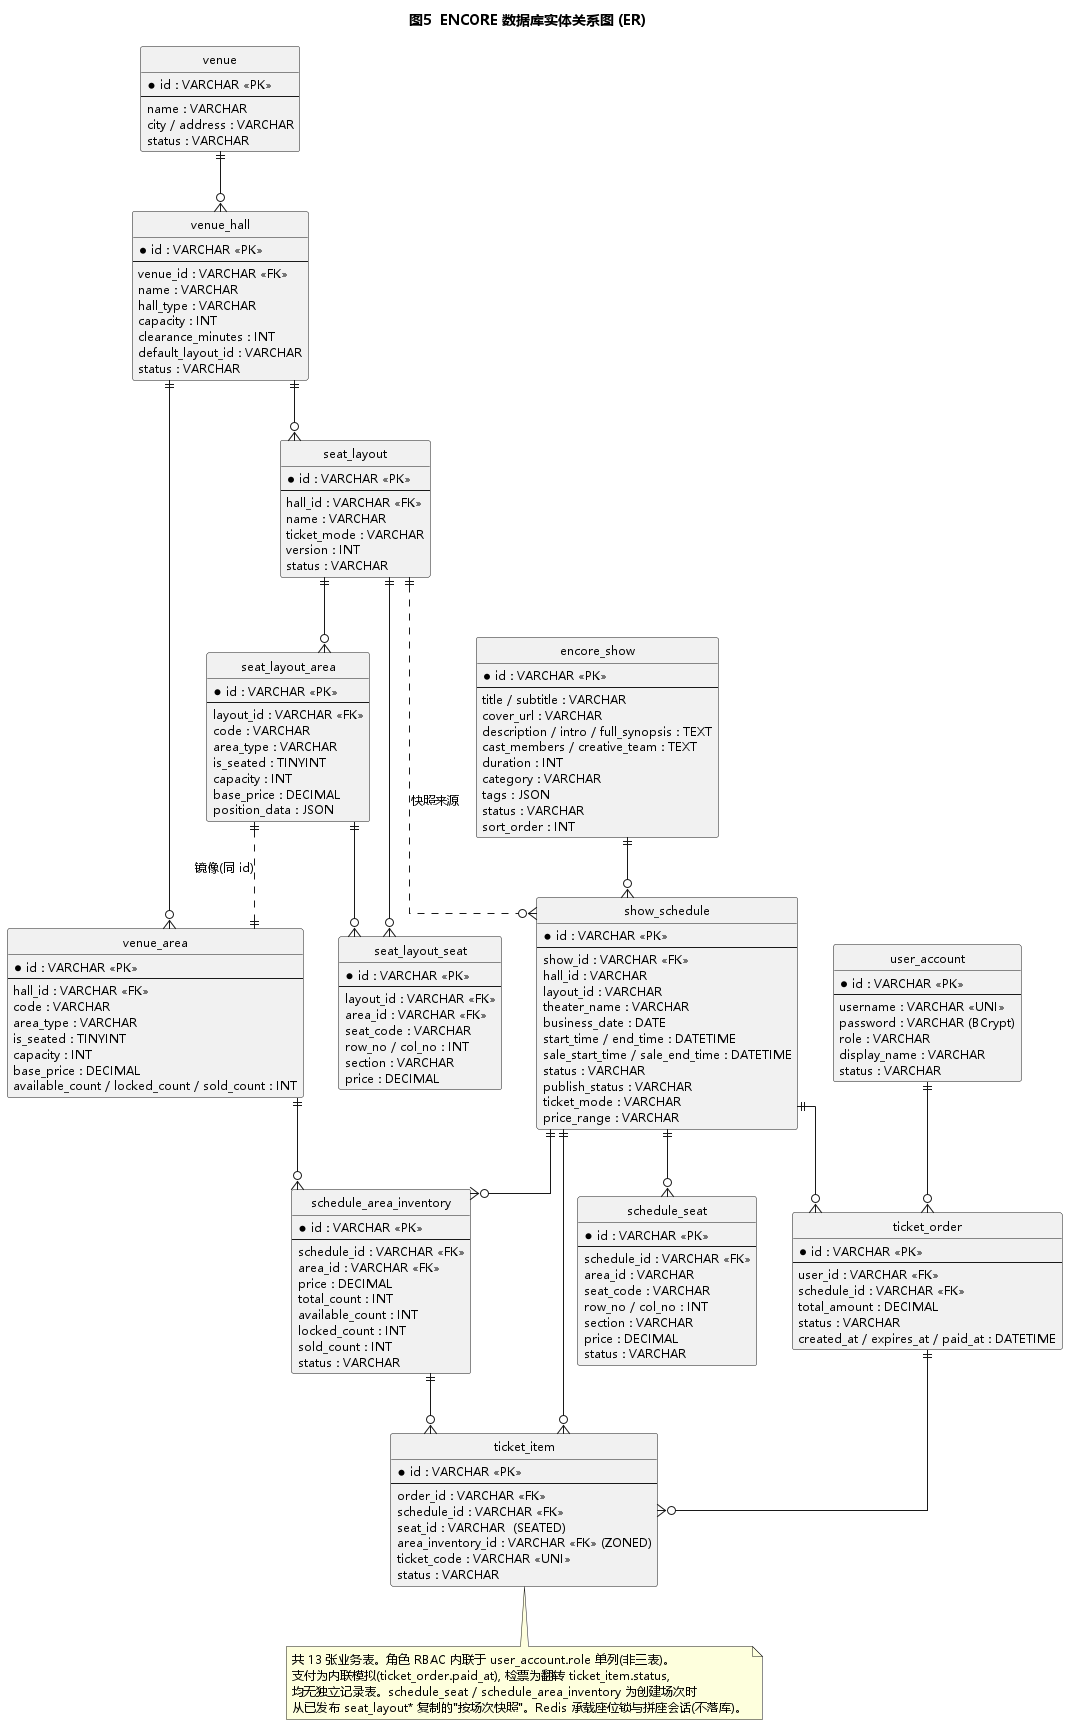 图5 ENCORE 数据库实体关系图 (ER)
venue
id : VARCHAR «PK»
name : VARCHAR
city / address : VARCHAR
status : VARCHAR
venue_hall
id : VARCHAR «PK»
venue_id : VARCHAR «FK»
name : VARCHAR
hall_type : VARCHAR
capacity : INT
clearance_minutes : INT
default_layout_id : VARCHAR
status : VARCHAR
seat_layout
id : VARCHAR «PK»
hall_id : VARCHAR «FK»
name : VARCHAR
ticket_mode : VARCHAR
version : INT
status : VARCHAR
seat_layout_area
id : VARCHAR «PK»
layout_id : VARCHAR «FK»
code : VARCHAR
area_type : VARCHAR
is_seated : TINYINT
capacity : INT
base_price : DECIMAL
position_data : JSON
encore_show
id : VARCHAR «PK»
title / subtitle : VARCHAR
cover_url : VARCHAR
description / intro / full_synopsis : TEXT
cast_members / creative_team : TEXT
duration : INT
category : VARCHAR
tags : JSON
status : VARCHAR
sort_order : INT
快照来源
镜像(同 id)
venue_area
id : VARCHAR «PK»
hall_id : VARCHAR «FK»
code : VARCHAR
area_type : VARCHAR
is_seated : TINYINT
capacity : INT
base_price : DECIMAL
available_count / locked_count / sold_count : INT
seat_layout_seat
id : VARCHAR «PK»
layout_id : VARCHAR «FK»
area_id : VARCHAR «FK»
seat_code : VARCHAR
row_no / col_no : INT
section : VARCHAR
price : DECIMAL
show_schedule
id : VARCHAR «PK»
show_id : VARCHAR «FK»
hall_id : VARCHAR
layout_id : VARCHAR
theater_name : VARCHAR
business_date : DATE
start_time / end_time : DATETIME
sale_start_time / sale_end_time : DATETIME
status : VARCHAR
publish_status : VARCHAR
ticket_mode : VARCHAR
price_range : VARCHAR
user_account
id : VARCHAR «PK»
username : VARCHAR «UNI»
password : VARCHAR (BCrypt)
role : VARCHAR
display_name : VARCHAR
status : VARCHAR
schedule_area_inventory
id : VARCHAR «PK»
schedule_id : VARCHAR «FK»
area_id : VARCHAR «FK»
price : DECIMAL
total_count : INT
available_count : INT
locked_count : INT
sold_count : INT
status : VARCHAR
schedule_seat
id : VARCHAR «PK»
schedule_id : VARCHAR «FK»
area_id : VARCHAR
seat_code : VARCHAR
row_no / col_no : INT
section : VARCHAR
price : DECIMAL
status : VARCHAR
ticket_order
id : VARCHAR «PK»
user_id : VARCHAR «FK»
schedule_id : VARCHAR «FK»
total_amount : DECIMAL
status : VARCHAR
created_at / expires_at / paid_at : DATETIME
ticket_item
id : VARCHAR «PK»
order_id : VARCHAR «FK»
schedule_id : VARCHAR «FK»
seat_id : VARCHAR (SEATED)
area_inventory_id : VARCHAR «FK» (ZONED)
ticket_code : VARCHAR «UNI»
status : VARCHAR
共 13 张业务表。角色 RBAC 内联于 user_account.role 单列(非三表)。
支付为内联模拟(ticket_order.paid_at), 检票为翻转 ticket_item.status,
均无独立记录表。schedule_seat / schedule_area_inventory 为创建场次时
从已发布 seat_layout* 复制的"按场次快照"。Redis 承载座位锁与拼座会话(不落库)。